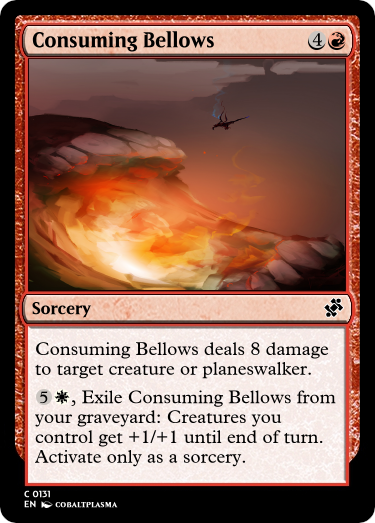 Consuming Bellows 4
Sorcery
Consuming Bellows deals 8 damage
to target creature or planeswalker.
5, Exile Consuming Bellows from
your graveyard: Creatures you
control get +1/+1 until end of turn.
Activate only as a sorcery.
C 0131
EN COBALTPLASMA